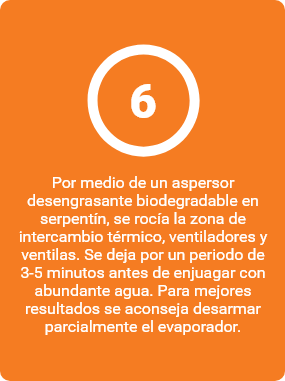 6
Por medio de un aspersor
desengrasante biodegradable en
serpentín, se rocía la zona de
intercambio térmico, ventiladores y
ventilas. Se deja por un periodo de
3-5 minutos antes de enjuagar con
abundante agua. Para mejores
resultados se aconseja desarmar
parcialmente el evaporador.